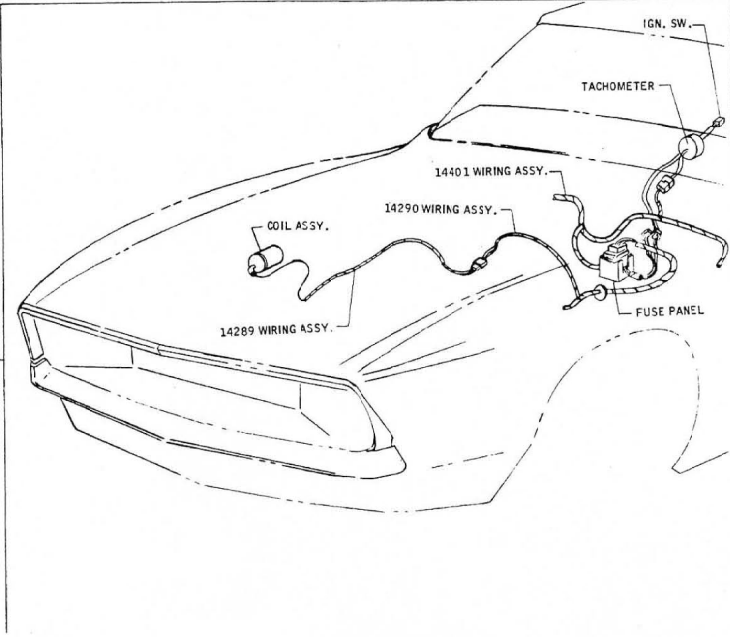 IGN. SW.
TACHOMETER
14401 WIRING ASSY.
14290 WIRING ASSY.
COIL ASSY.
14289 WIRING ASSY.
FUSE PANEL